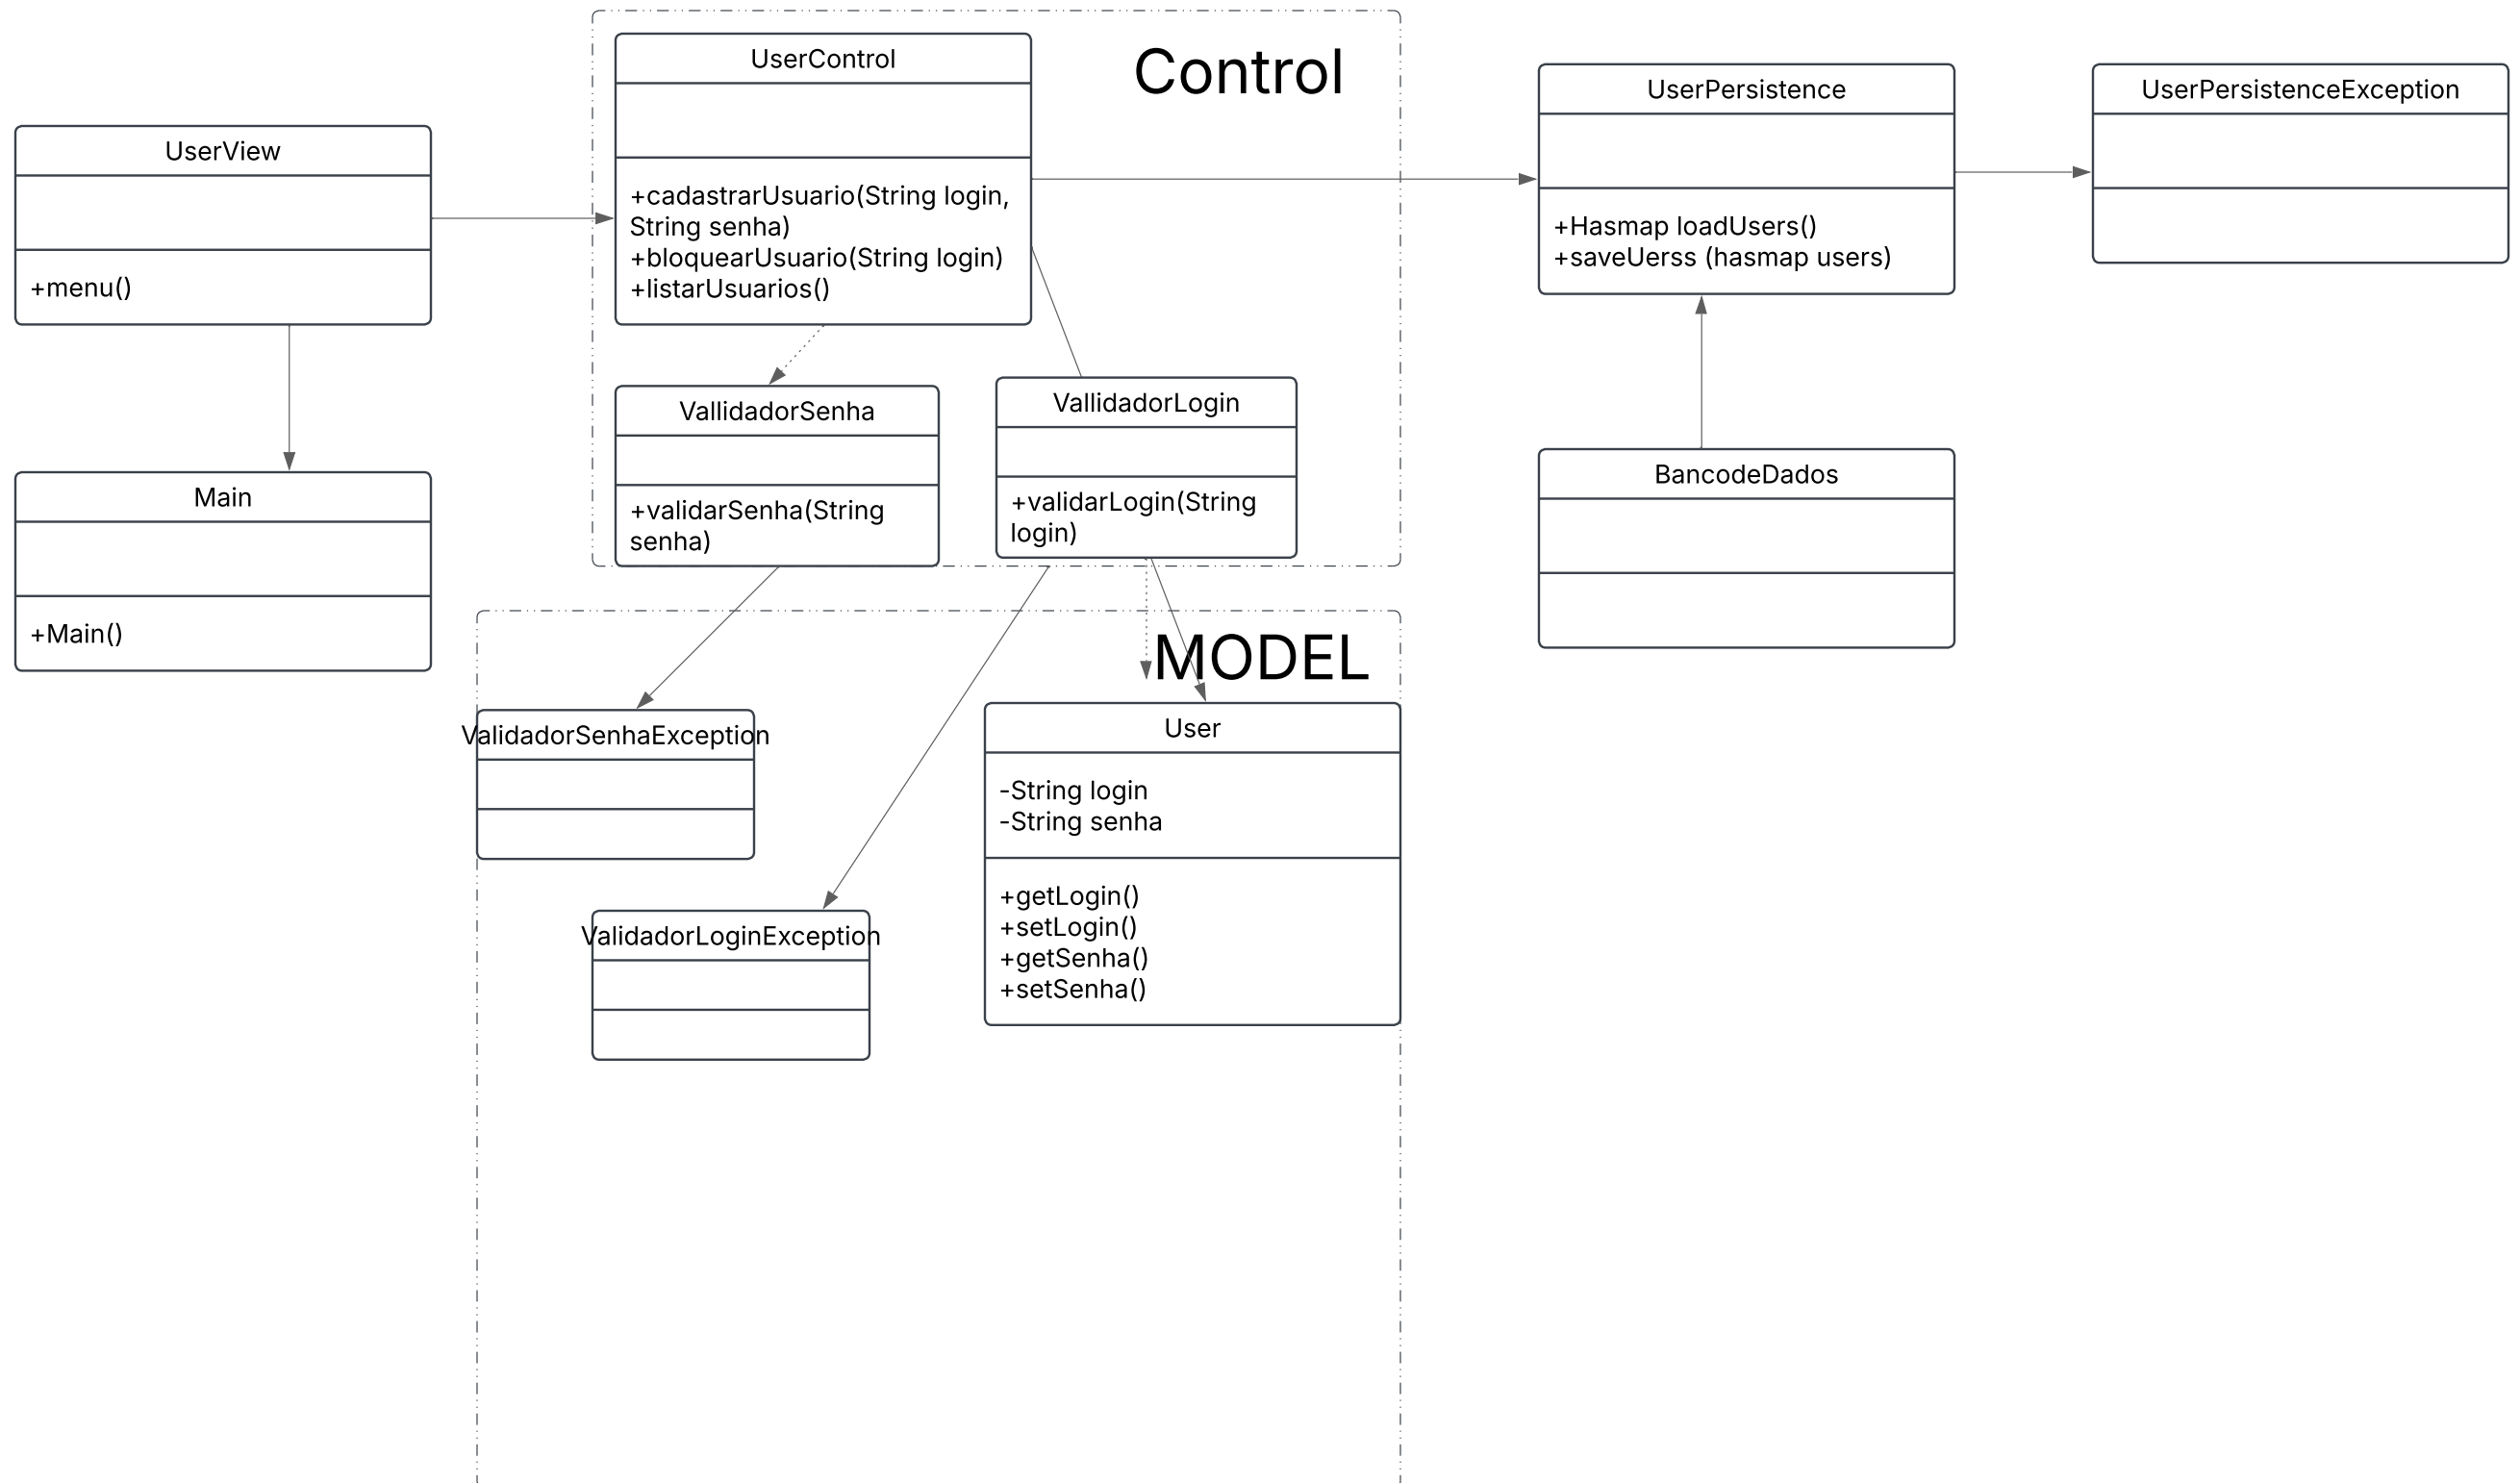 Control
UserControl
+cadastrarUsuario(String login,
String senha)
+bloquearUsuario(String login)
+listarUsuarios()
UserView
+menu()
Main
+Main()
VallidadorSenha
+validarSenha(String
senha)
VallidadorLogin
+validarLogin(String
login)
UserPersistence
+Hasmap loadUsers()
+saveUerss (hasmap users)
UserPersistenceException
BancodeDados
MODEL
ValidadorSenhaException
ValidadorLoginException
User
-String login
-String senha
+getLogin()
+setLogin()
+getSenha()
+setSenha()